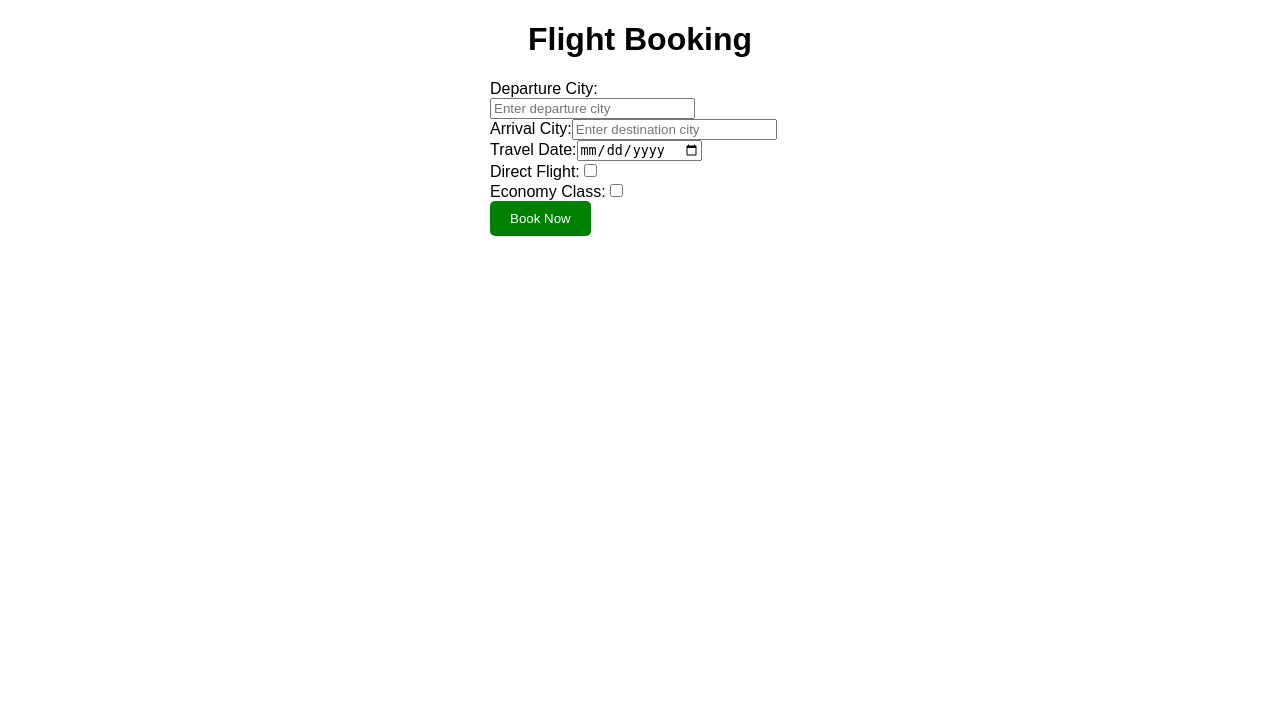 Flight Booking
Departure City:
Enter departure city
Arrival City: Enter destination city
Travel Date: mm/dd/yyyy
Direct Flight:
Economy Class:
Book Now